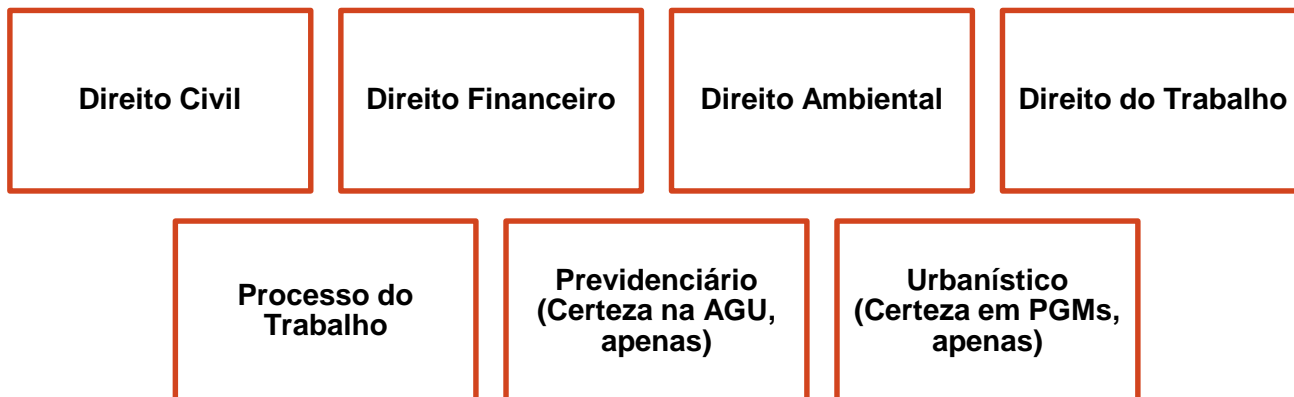 Direito Civil
Direito Financeiro
Direito Ambiental
Direito do Trabalho
Processo do
Trabalho
Previdenciário
(Certeza na AGU,
apenas)
Urbanístico
(Certeza em PGMs,
apenas)